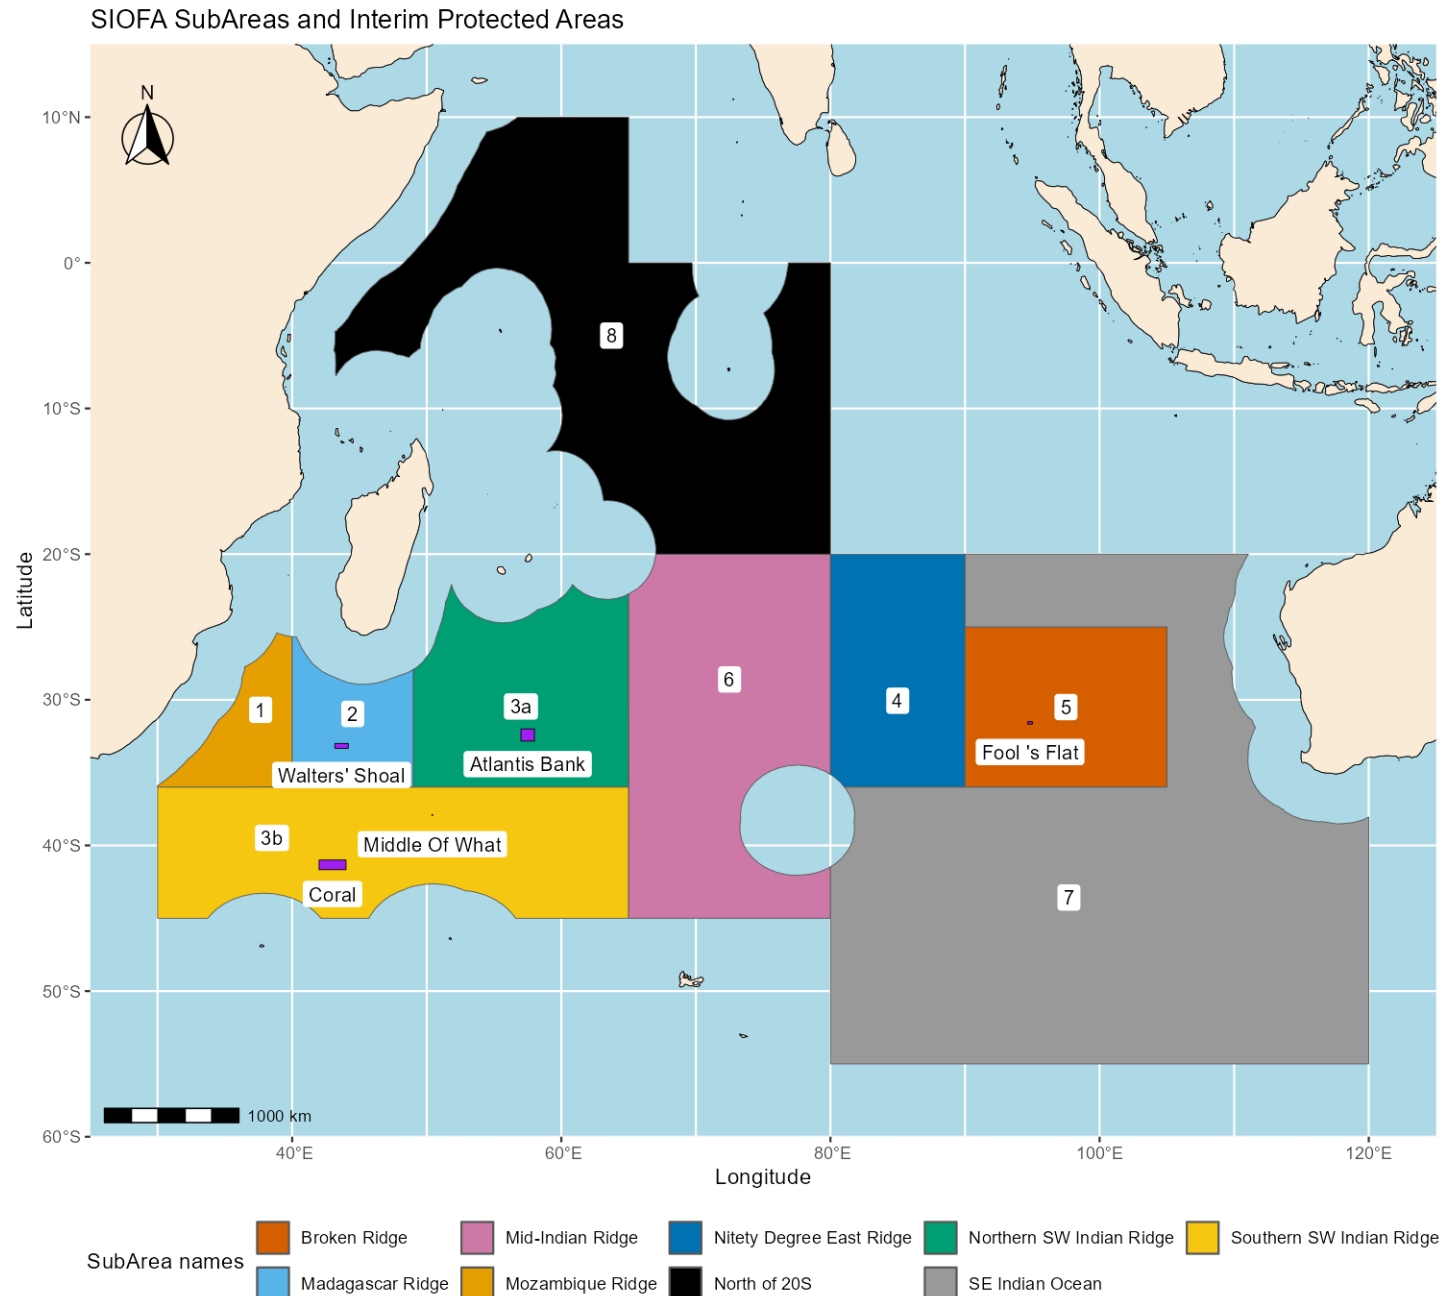 SIOFA SubAreas and Interim Protected Areas
N
10°N
0°
8
10°S
20°S
Latitude
6
30°S
1
2
3a
4
5
Walters' Shoal
Atlantis Bank
Fool 's Flat
3b
Middle Of What
40°S
Coral
7
50°S
1000 km
60°S
40°E
60°E
80°E
100°E
120°E
Longitude
SubArea names
Broken Ridge
Mid-Indian Ridge
Nitety Degree East Ridge
Northern SW Indian Ridge
Southern SW Indian Ridge
Madagascar Ridge
Mozambique Ridge
North of 20S
SE Indian Ocean